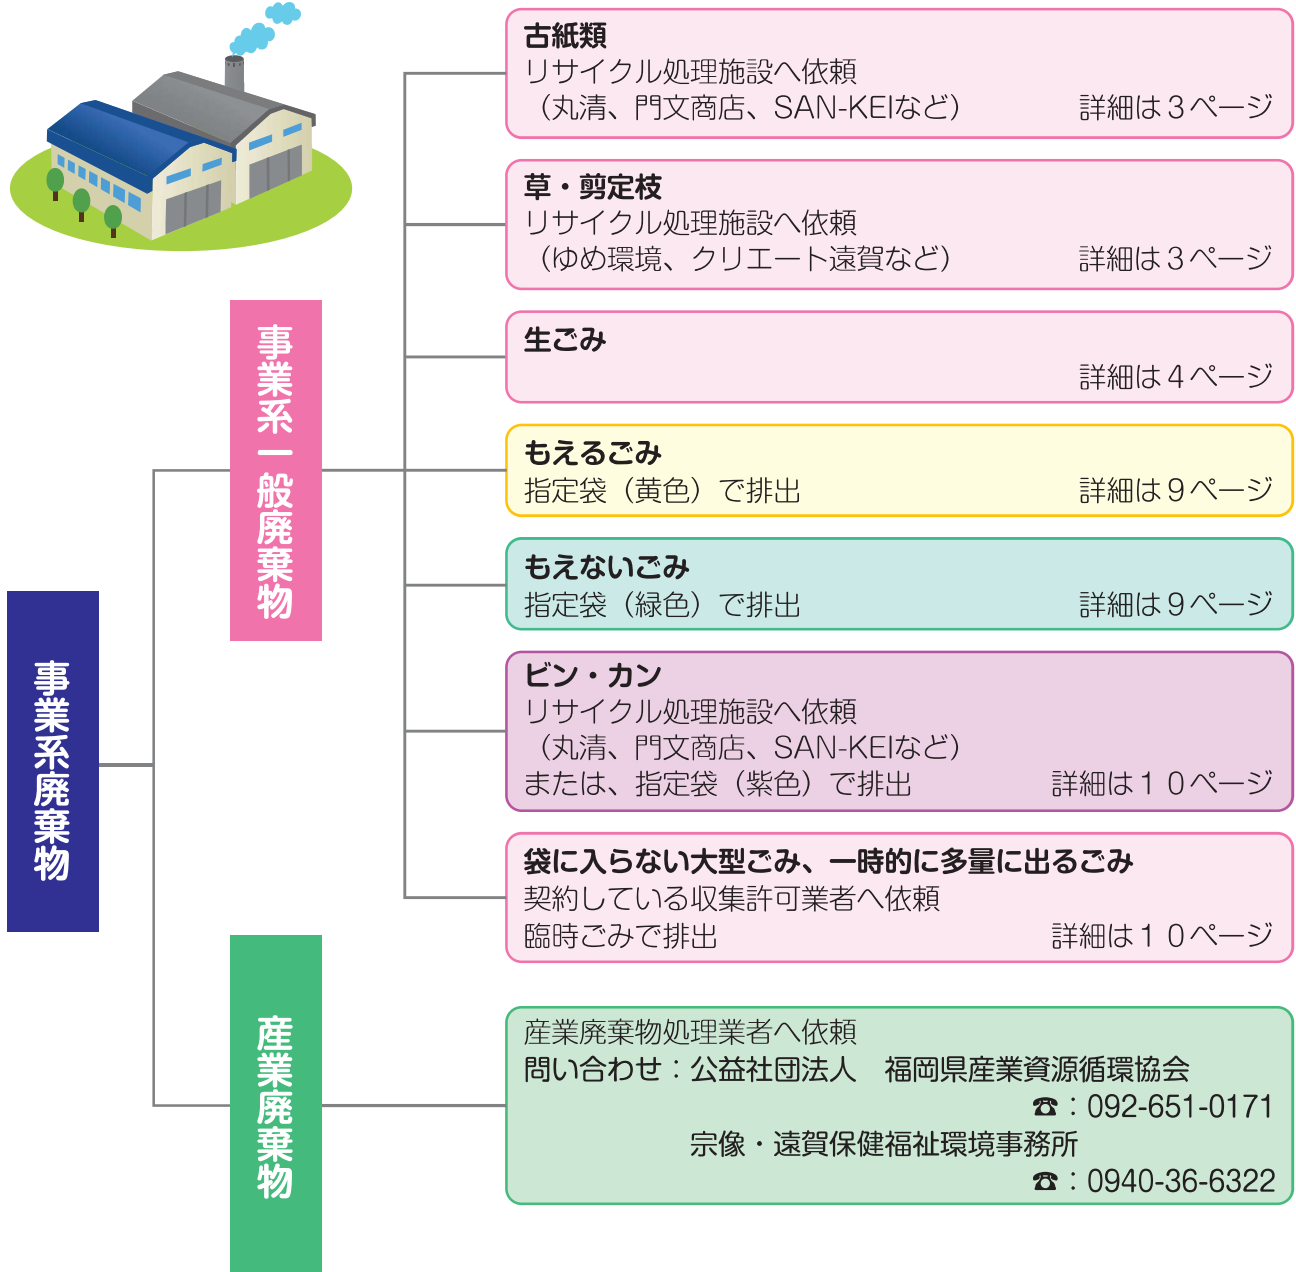 事業系廃棄物
事業系一般廃棄物
古紙類
リサイクル処理施設へ依頼
（丸清、門文商店、SAN-KEIなど） 詳細は３ページ
草・剪定枝
リサイクル処理施設へ依頼
（ゆめ環境、クリエート遠賀など） 詳細は３ページ
生ごみ
詳細は４ページ
もえるごみ
指定袋（黄色）で排出 詳細は９ページ
もえないごみ
指定袋（緑色）で排出 詳細は９ページ
ビン・カン
リサイクル処理施設へ依頼
（丸清、門文商店、SAN-KEIなど）
または、指定袋（紫色）で排出 詳細は１０ページ
袋に入らない大型ごみ、一時的に多量に出るごみ
契約している収集許可業者へ依頼
臨時ごみで排出 詳細は１０ページ
産業廃棄物
産業廃棄物処理業者へ依頼
問い合わせ：公益社団法人　福岡県産業資源循環協会
☎：092-651-0171
宗像・遠賀保健福祉環境事務所
☎：0940-36-6322